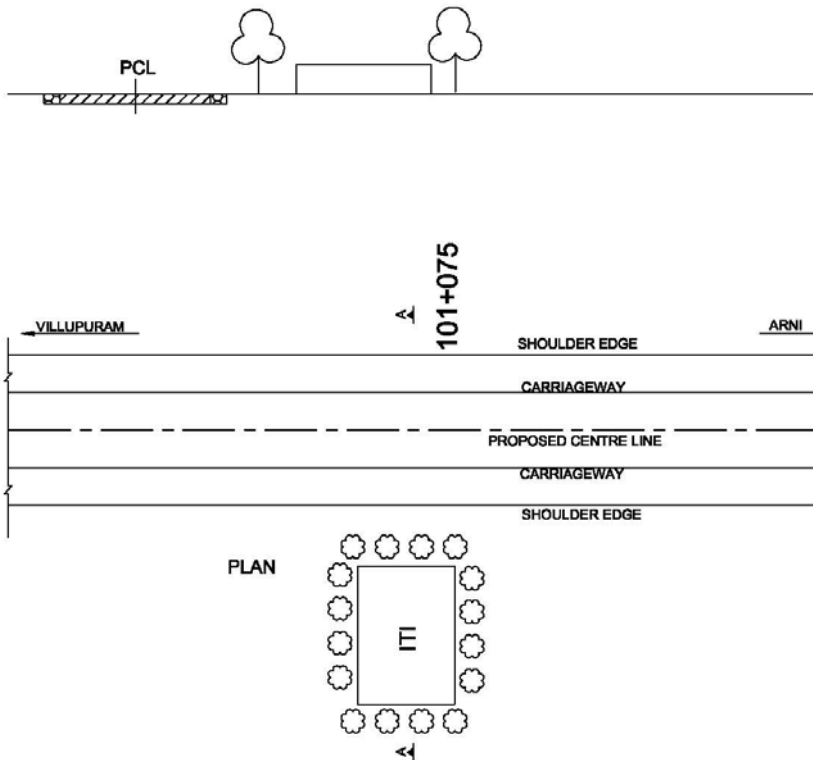 PCL
A
101+075
VILLUPURAM
ARNI
SHOULDER EDGE
CARRIAGEWAY
PROPOSED CENTRE LINE
CARRIAGEWAY
SHOULDER EDGE
PLAN
ITI
A